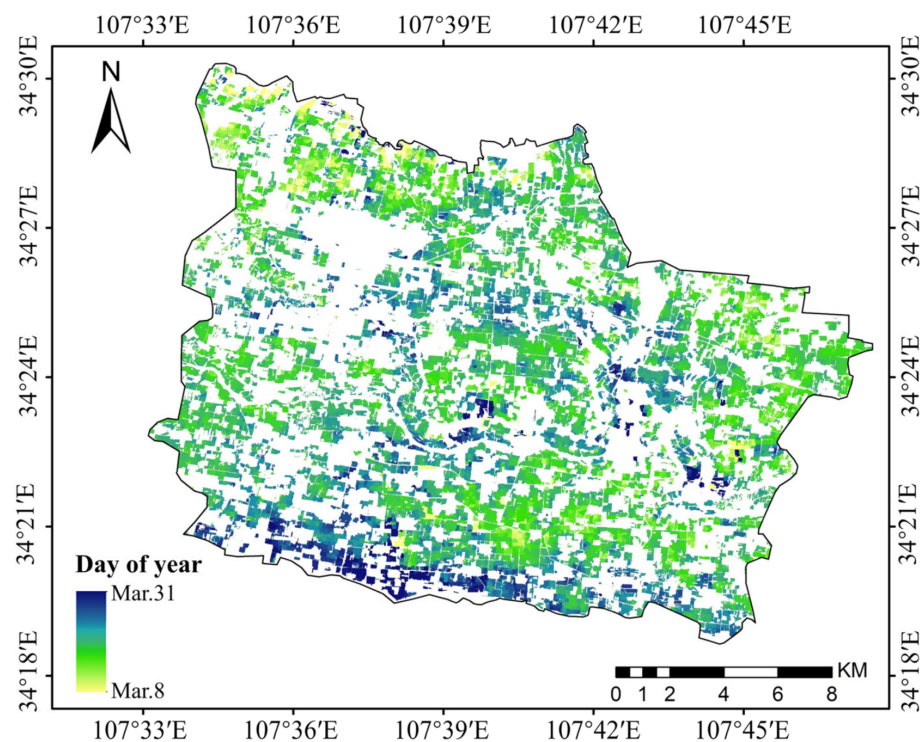 107°33′E 107°36′E 107°39′E 107°42′E 107°45′E
34°30′E 34°30′E
N
34°27′E 34°27′E
34°24′E 34°24′E
34°21′E 34°21′E
Day of year
Mar.31
Mar.8
KM
0 1 2 4 6 8
34°18′E 34°18′E
107°33′E 107°36′E 107°39′E 107°42′E 107°45′E